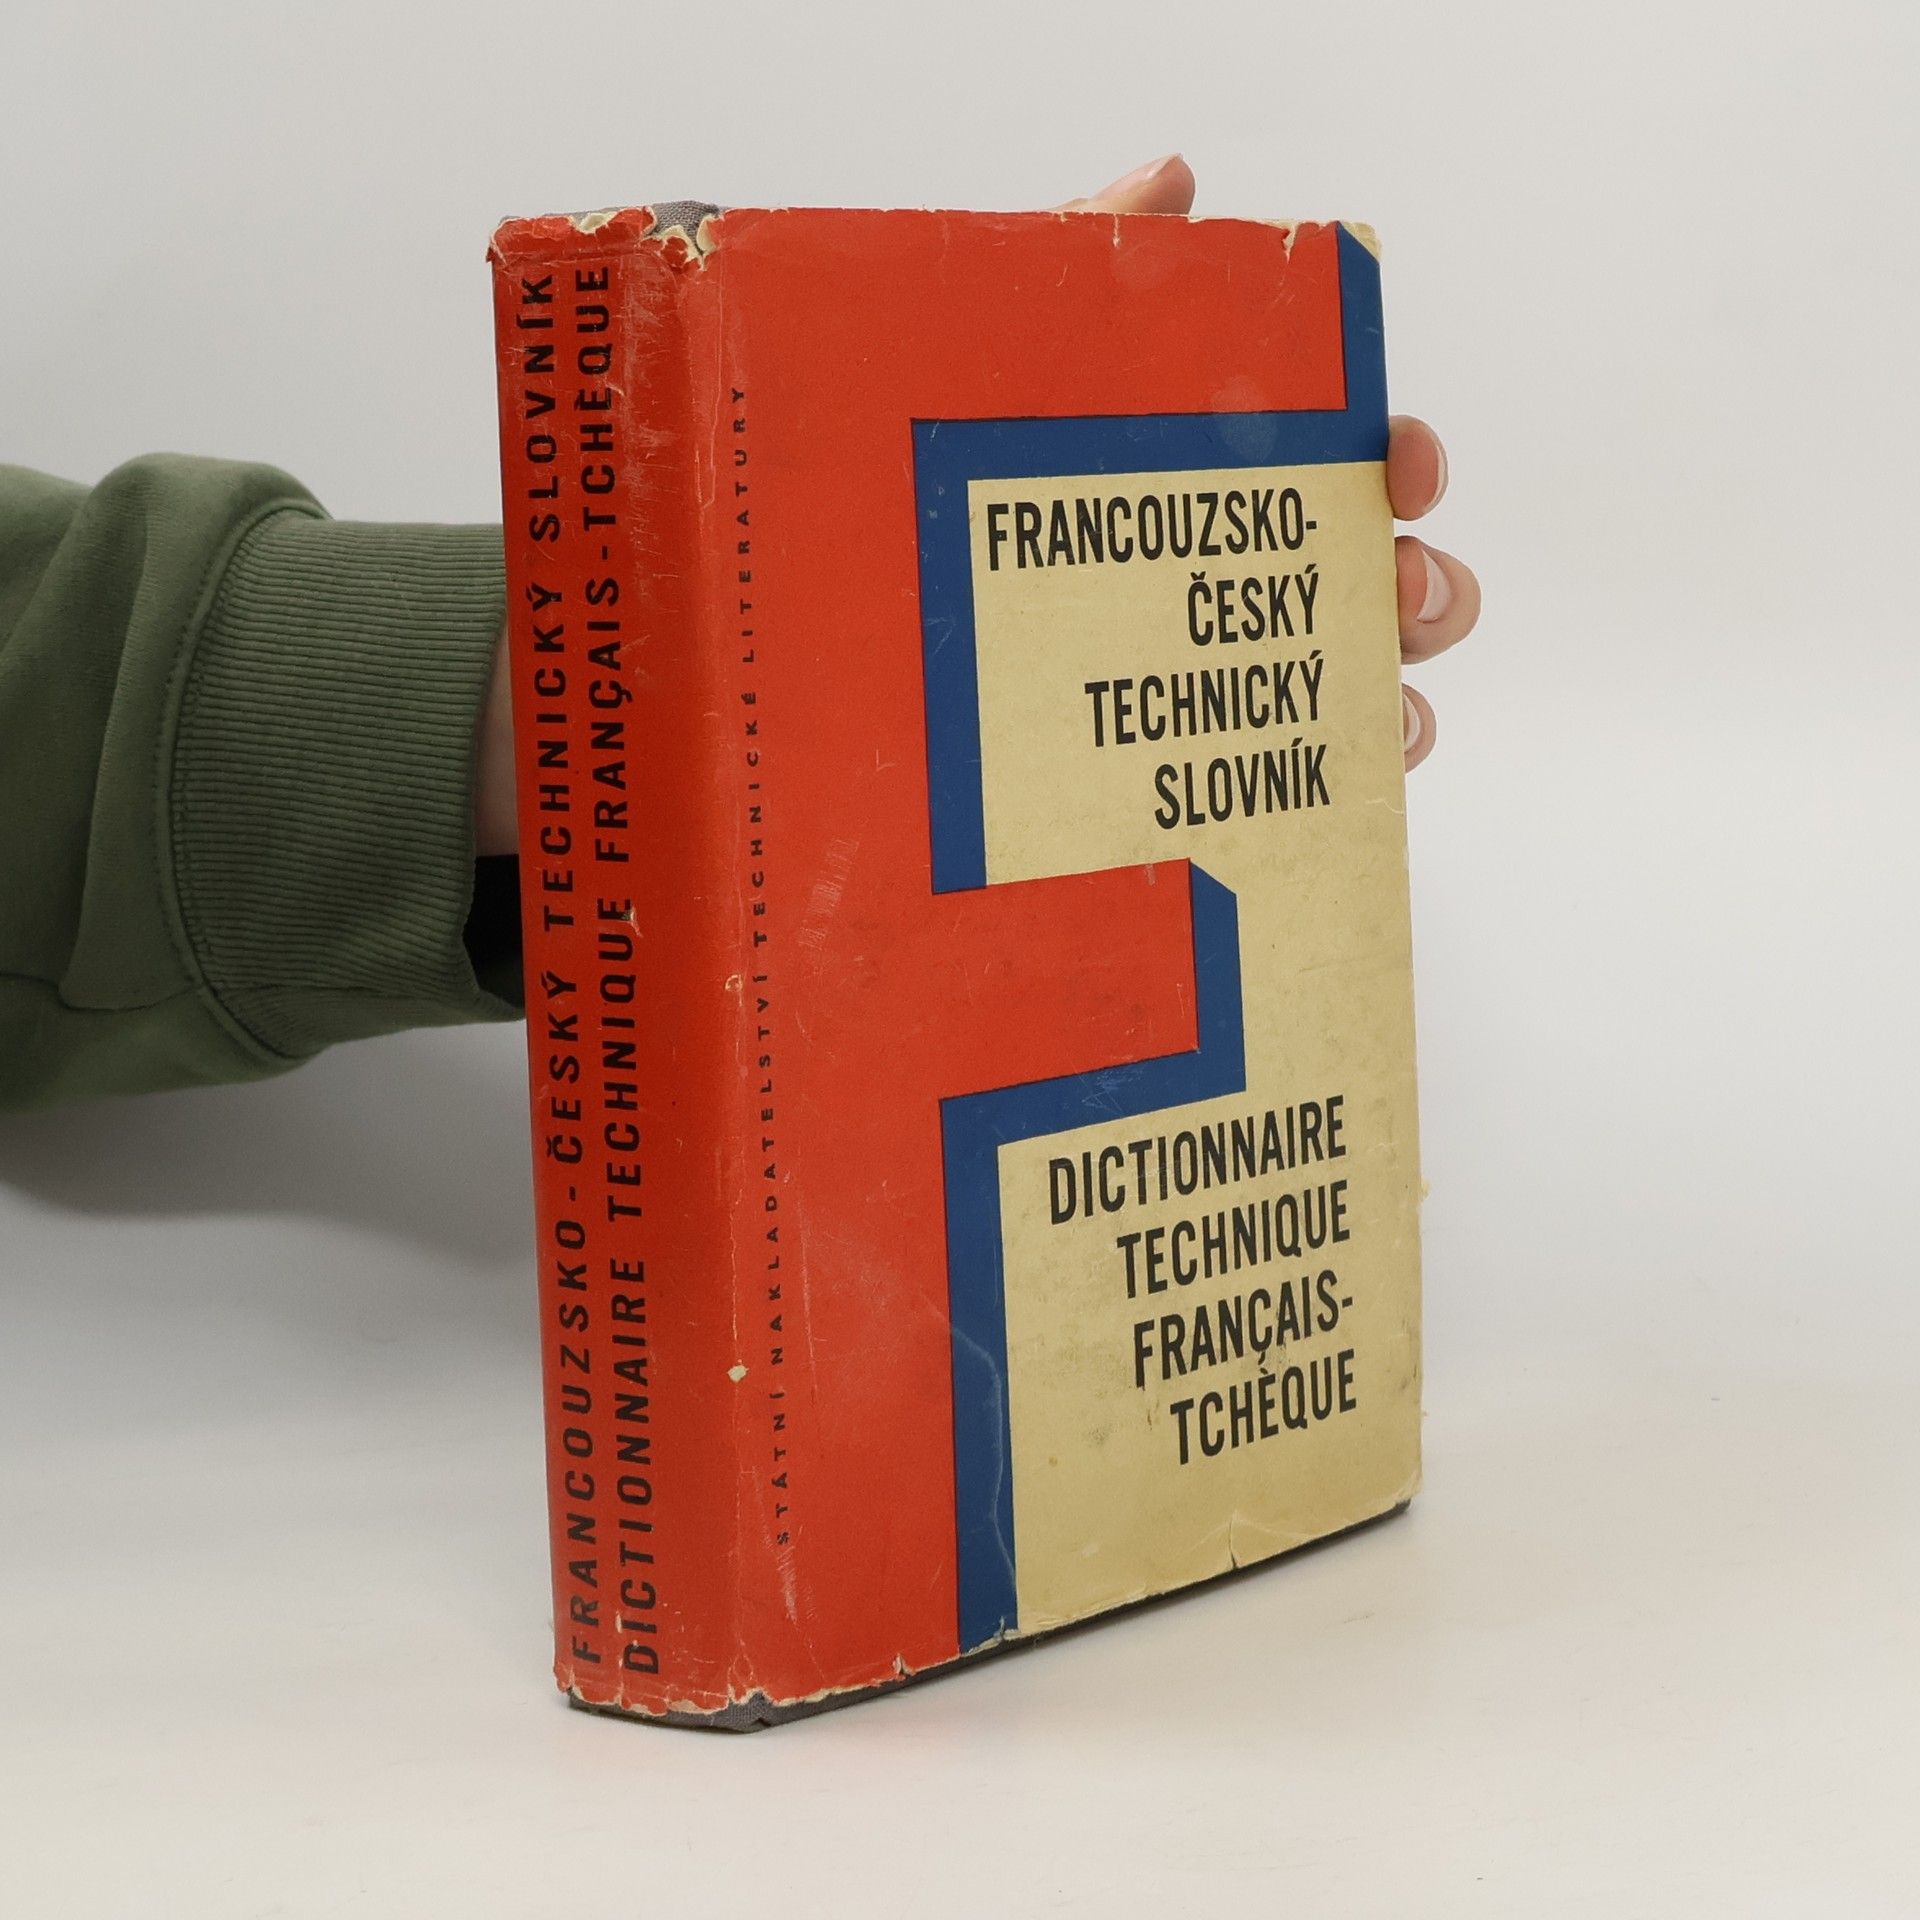 FRANCOUZSKO-ČESKÝ TECHNICKÝ SLOVNÍK
DICTIONNAIRE TECHNIQUE FRANÇAIS-TCHÈQUE
STÁTNÍ NAKLADATELSTVÍ TECHNICKÉ LITERATURY
FRANCOUZSKO-
ČESKÝ
TECHNICKÝ
SLOVNÍK
DICTIONNAIRE
TECHNIQUE
FRANÇAIS-
TCHÈQUE